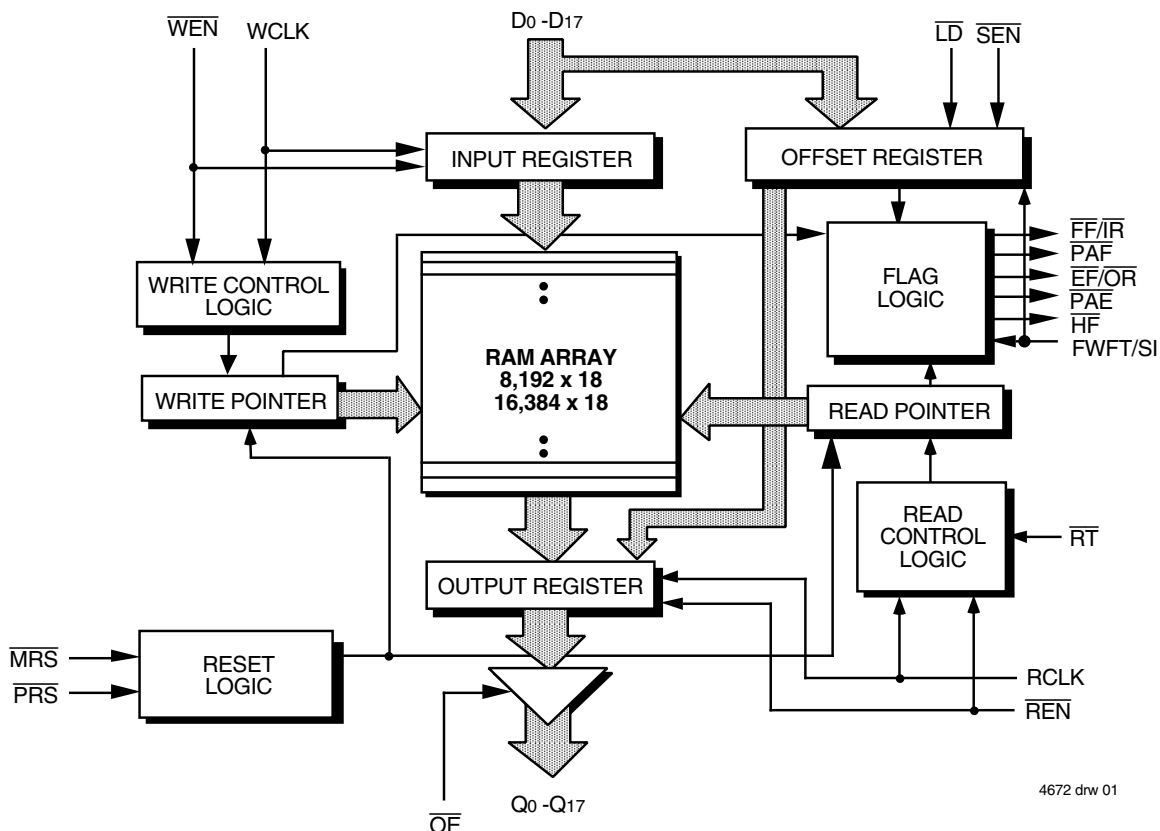 WEN WCLK D0 -D17 LD SEN
INPUT REGISTER OFFSET REGISTER
FF/IR
PAF
EF/OR
PAE
HF
FWFT/SI
FLAG
LOGIC
WRITE CONTROL
LOGIC
RAM ARRAY
8,192 x 18
16,384 x 18
WRITE POINTER READ POINTER
READ
CONTROL
LOGIC
RT
OUTPUT REGISTER
MRS
PRS
RESET
LOGIC
RCLK
REN
Q0 -Q17
OE
4672 drw 01